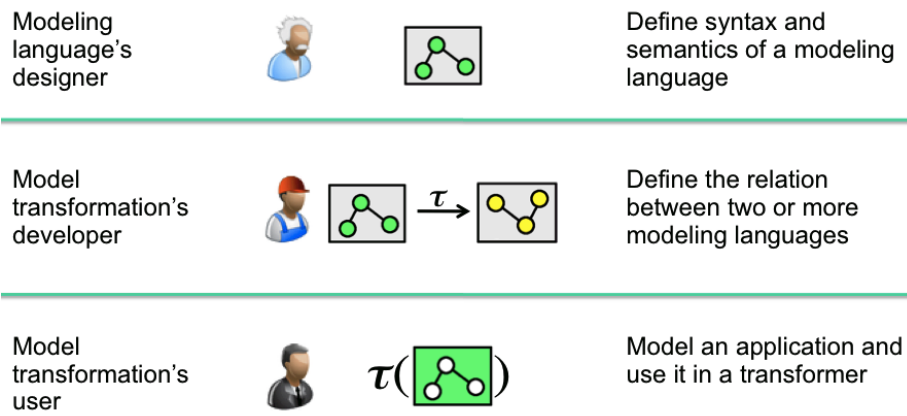 Modeling
language's
designer
Define syntax and
semantics of a modeling
language
Model
transformation's
developer
τ
Define the relation
between two or more
modeling languages
Model
transformation's
user
τ( )
Model an application and
use it in a transformer